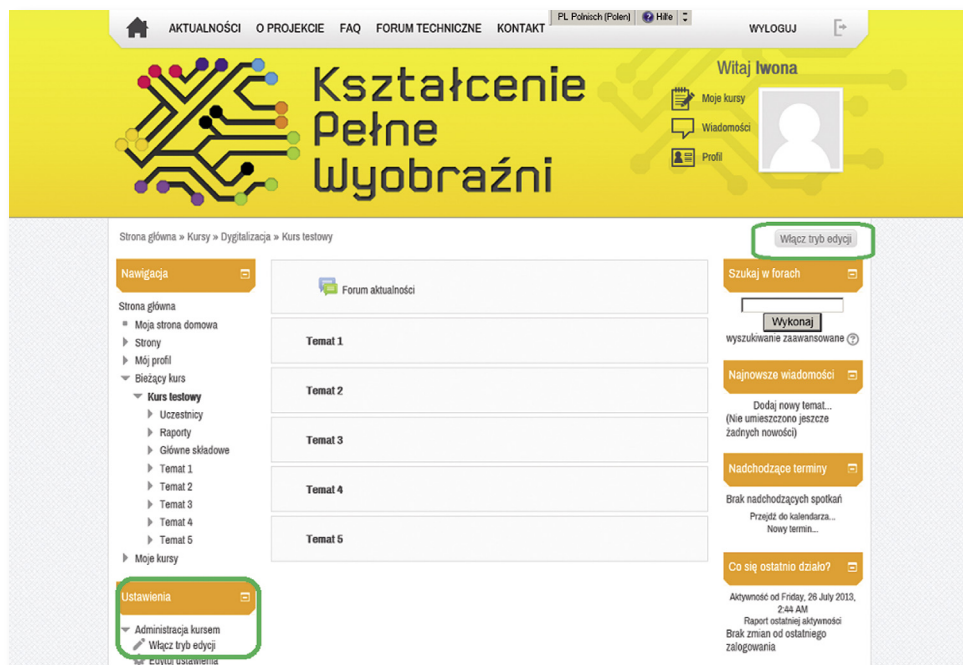 AKTUALNOŚCI O PROJEKCIE FAQ FORUM TECHNICZNE KONTAKT
PL Polnisch (Polen) Hilfe
WYLOGUJ
Kształcenie
Pełne
Wyobraźni
Witaj Iwona
Moje kursy
Wiadomości
Profil
Strona główna » Kursy » Dygitalizacja » Kurs testowy
Włącz tryb edycji
Nawigacja
Strona główna
Moja strona domowa
Strony
Mój profil
Bieżący kurs
Kurs testowy
Uczestnicy
Raporty
Główne składowe
Temat 1
Temat 2
Temat 3
Temat 4
Temat 5
Moje kursy
Ustawienia
Administracja kursem
Włącz tryb edycji
Edytuj ustawienia
Forum aktualności
Temat 1
Temat 2
Temat 3
Temat 4
Temat 5
Szukaj w forach
Wykonaj
wyszukiwanie zaawansowane
Najnowsze wiadomości
Dodaj nowy temat...
(Nie umieszczono jeszcze
żadnych nowości)
Nadchodzące terminy
Brak nadchodzących spotkań
Przejdź do kalendarza...
Nowy termin...
Co się ostatnio działo?
Aktywność od Friday, 26 July 2013,
2:44 AM
Raport ostatniej aktywności
Brak zmian od ostatniego
zalogowania